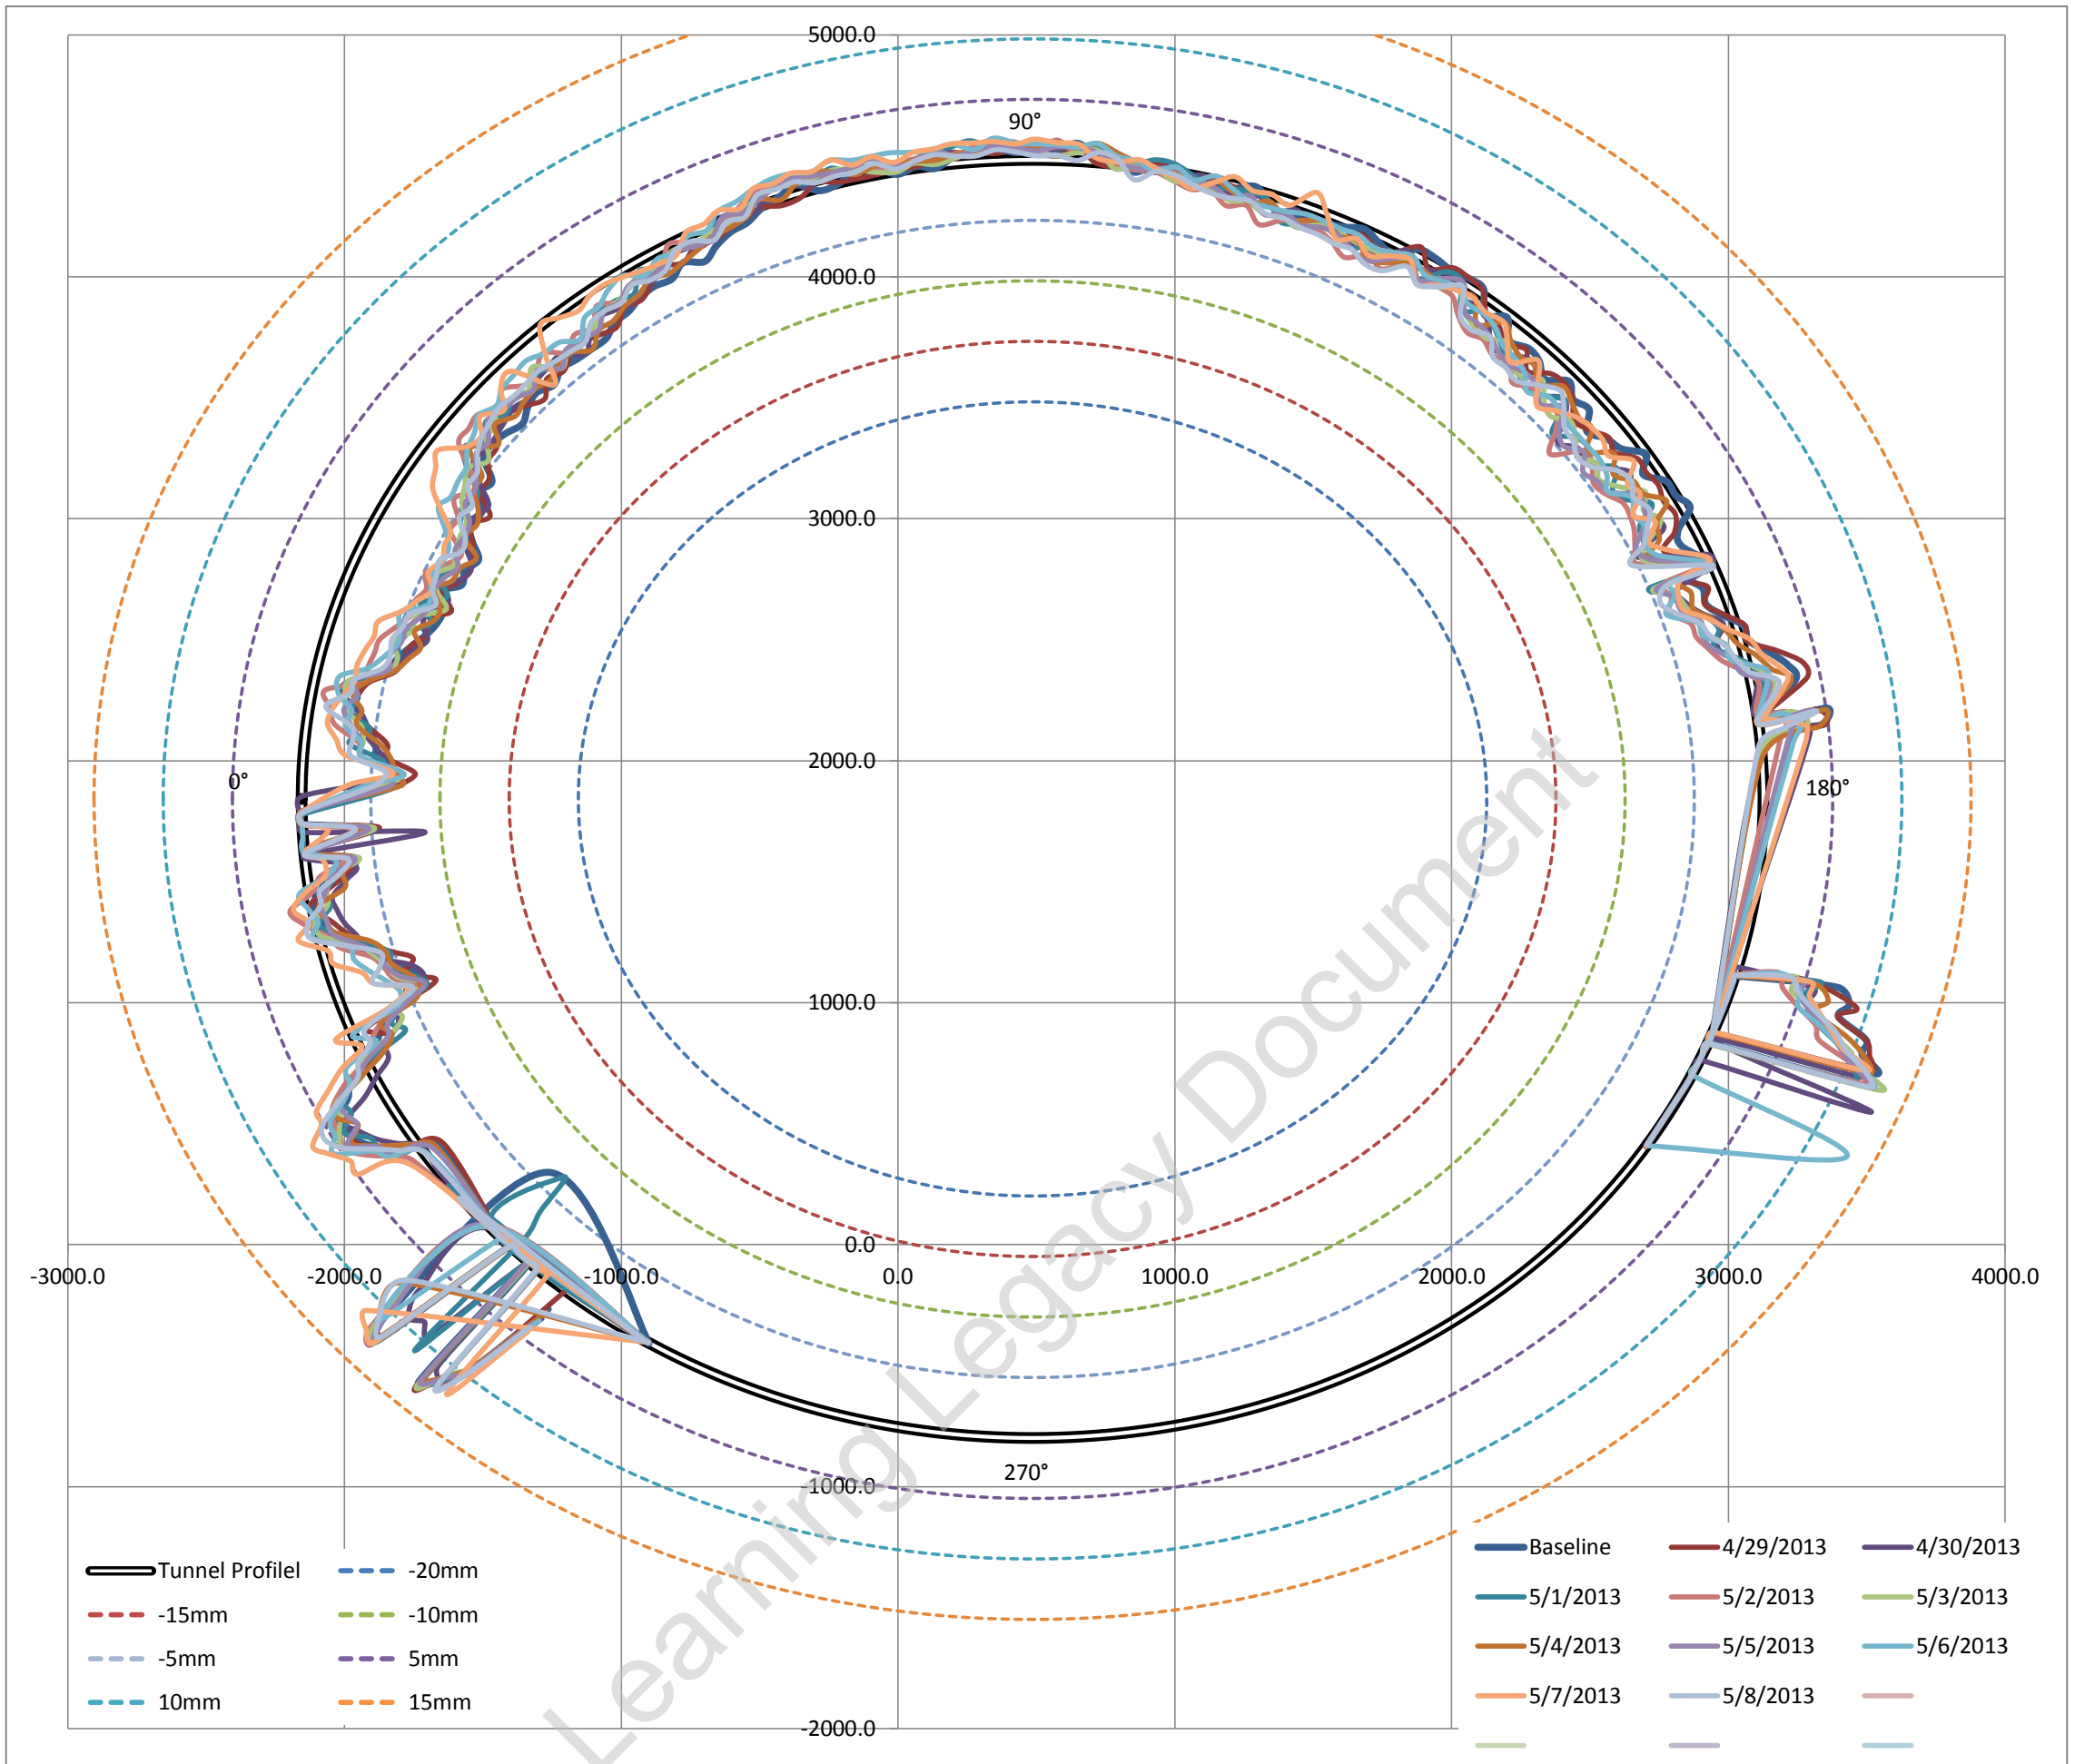 5000.0
90°
4000.0
3000.0
2000.0
0°
180°
1000.0
0.0
-3000.0 -2000.0 -1000.0 0.0 1000.0 2000.0 3000.0 4000.0
270°
-1000.0
-2000.0
Tunnel Profilel -20mm
-15mm -10mm
-5mm 5mm
10mm 15mm
Baseline 4/29/2013 4/30/2013
5/1/2013 5/2/2013 5/3/2013
5/4/2013 5/5/2013 5/6/2013
5/7/2013 5/8/2013
Learning Legacy Document